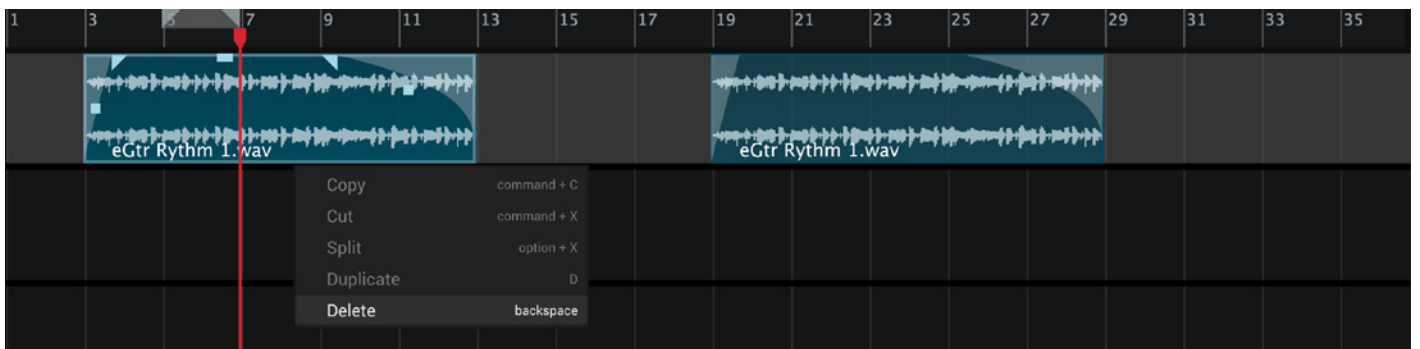 1 3 5 7 9 11 13 15 17 19 21 23 25 27 29 31 33 35
eGtr Rythm 1.wav eGtr Rythm 1.wav
Copy command + C
Cut command + X
Split option + X
Duplicate D
Delete backspace